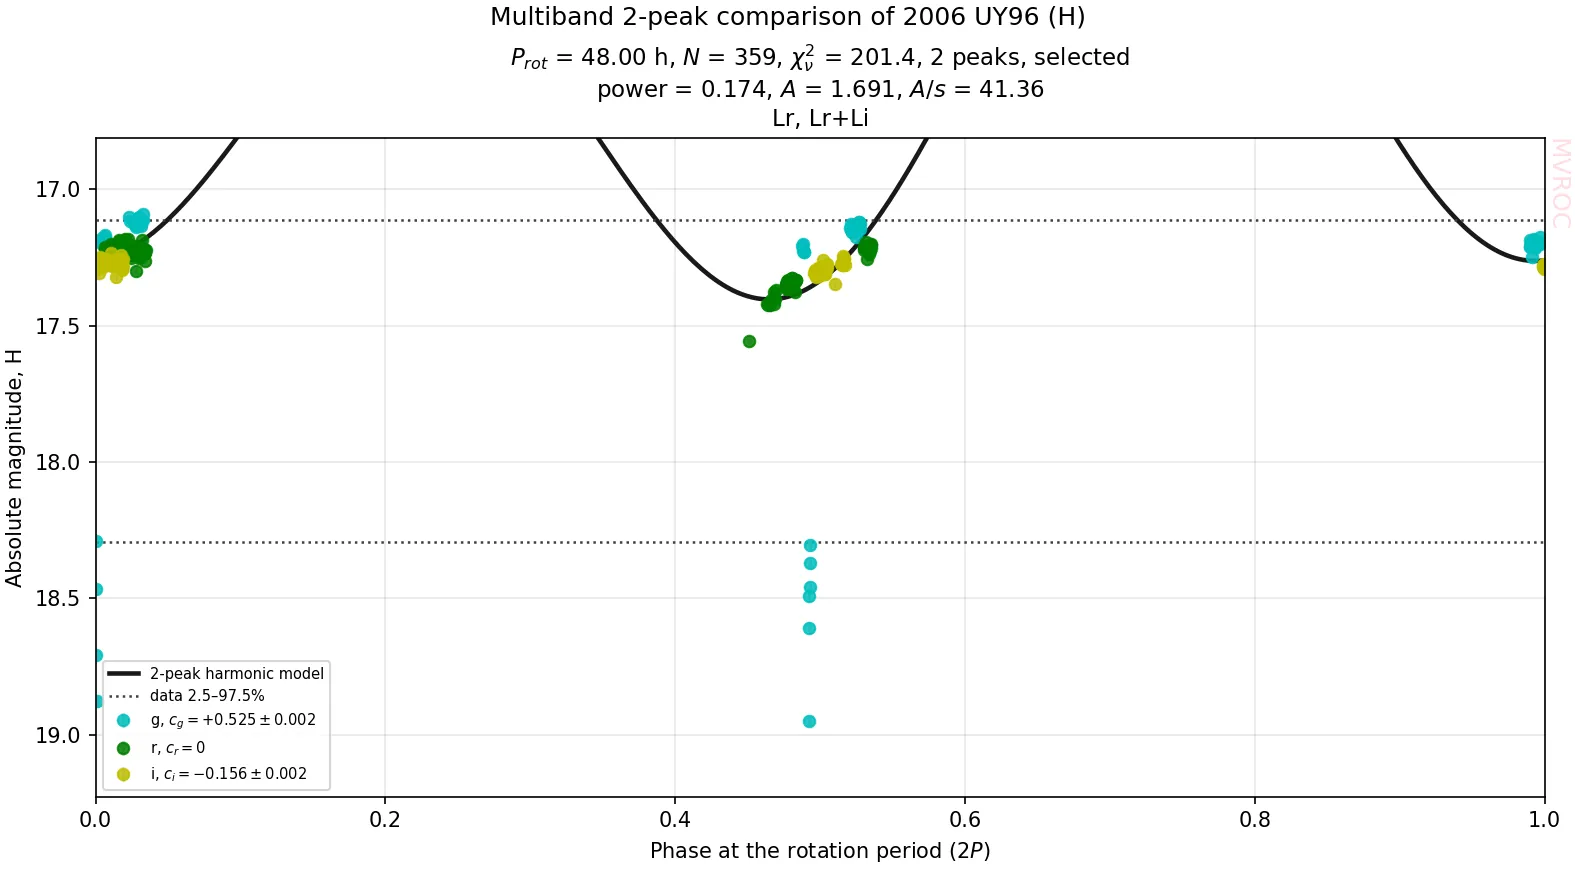 Multiband 2-peak comparison of 2006 UY96 (H)
P_rot = 48.00 h, N = 359, χ²_ν = 201.4, 2 peaks, selected
power = 0.174, A = 1.691, A/s = 41.36
Lr, Lr+Li
MVROC
Absolute magnitude, H
17.0
17.5
18.0
18.5
19.0
2-peak harmonic model
data 2.5–97.5%
g, c_g = +0.525 ± 0.002
r, c_r = 0
i, c_i = −0.156 ± 0.002
0.0 0.2 0.4 0.6 0.8 1.0
Phase at the rotation period (2P)